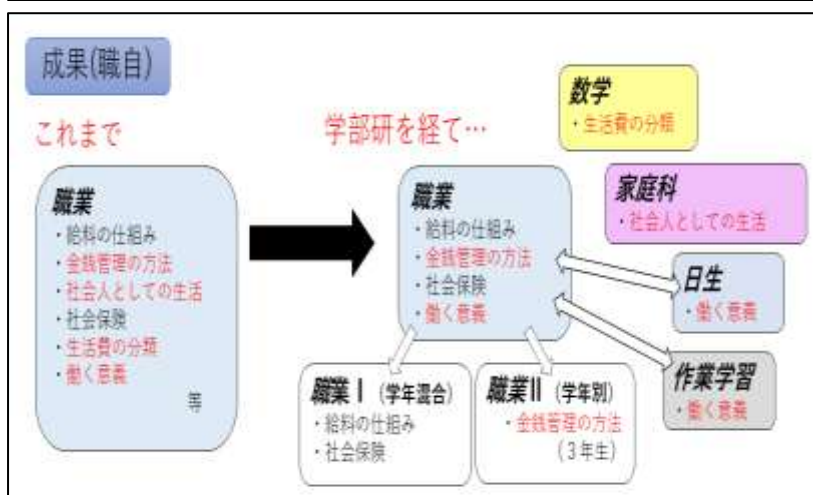 成果(職自)
これまで
職業
・給料の仕組み
・金銭管理の方法
・社会人としての生活
・社会保険
・生活費の分類
・働く意義
等
学部研を経て…
職業
・給料の仕組み
・金銭管理の方法
・社会保険
・働く意義
数学
・生活費の分類
家庭科
・社会人としての生活
日生
・働く意義
作業学習
・働く意義
職業Ⅰ(学年混合)
・給料の仕組み
・社会保険
職業Ⅱ(学年別)
・金銭管理の方法
(3年生)